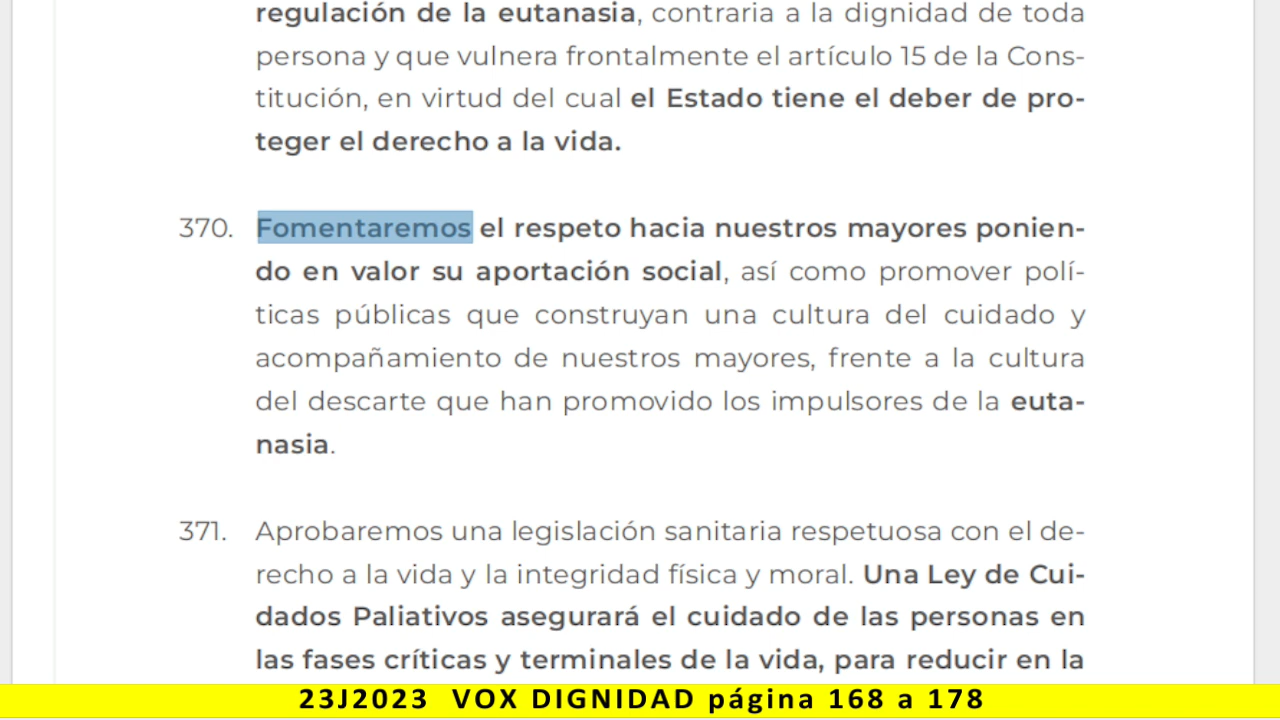 regulación de la eutanasia, contraria a la dignidad de toda
persona y que vulnera frontalmente el artículo 15 de la Cons-
titución, en virtud del cual el Estado tiene el deber de pro-
teger el derecho a la vida.
370. Fomentaremos el respeto hacia nuestros mayores ponien-
do en valor su aportación social, así como promover polí-
ticas públicas que construyan una cultura del cuidado y
acompañamiento de nuestros mayores, frente a la cultura
del descarte que han promovido los impulsores de la euta-
nasia.
371. Aprobaremos una legislación sanitaria respetuosa con el de-
recho a la vida y la integridad física y moral. Una Ley de Cui-
dados Paliativos asegurará el cuidado de las personas en
las fases críticas y terminales de la vida, para reducir en la
23J2023 VOX DIGNIDAD página 168 a 178